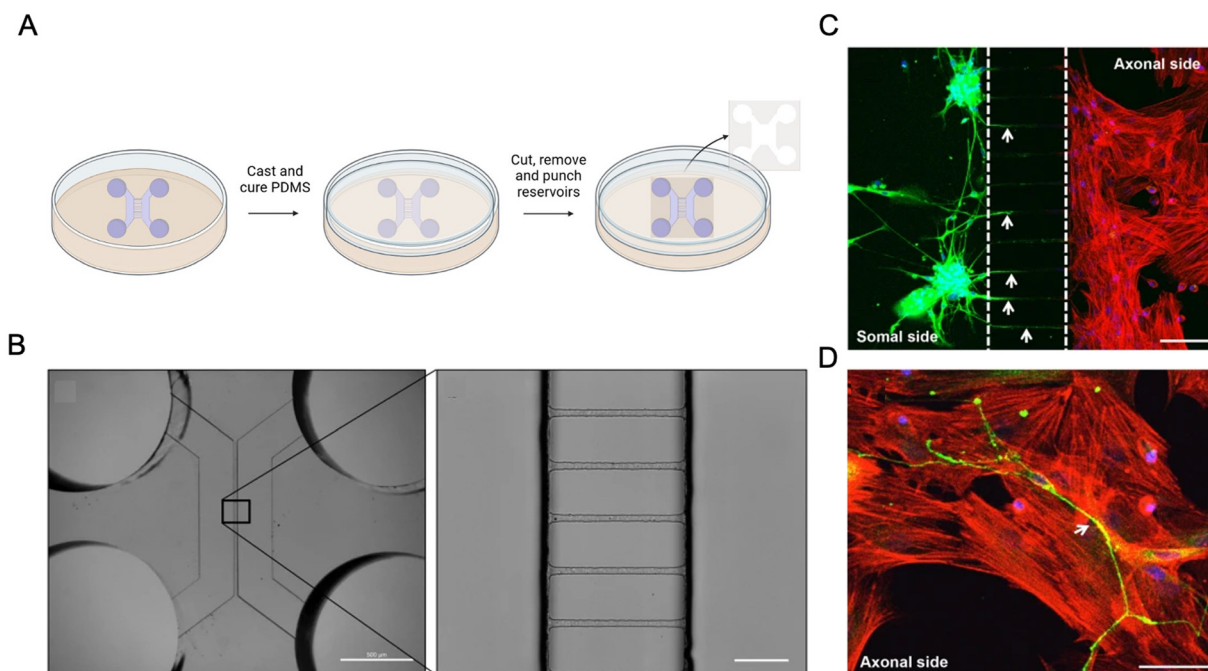 A
Cast and
cure PDMS
Cut, remove
and punch
reservoirs
B
500 µm
C
Axonal side
Somal side
D
Axonal side